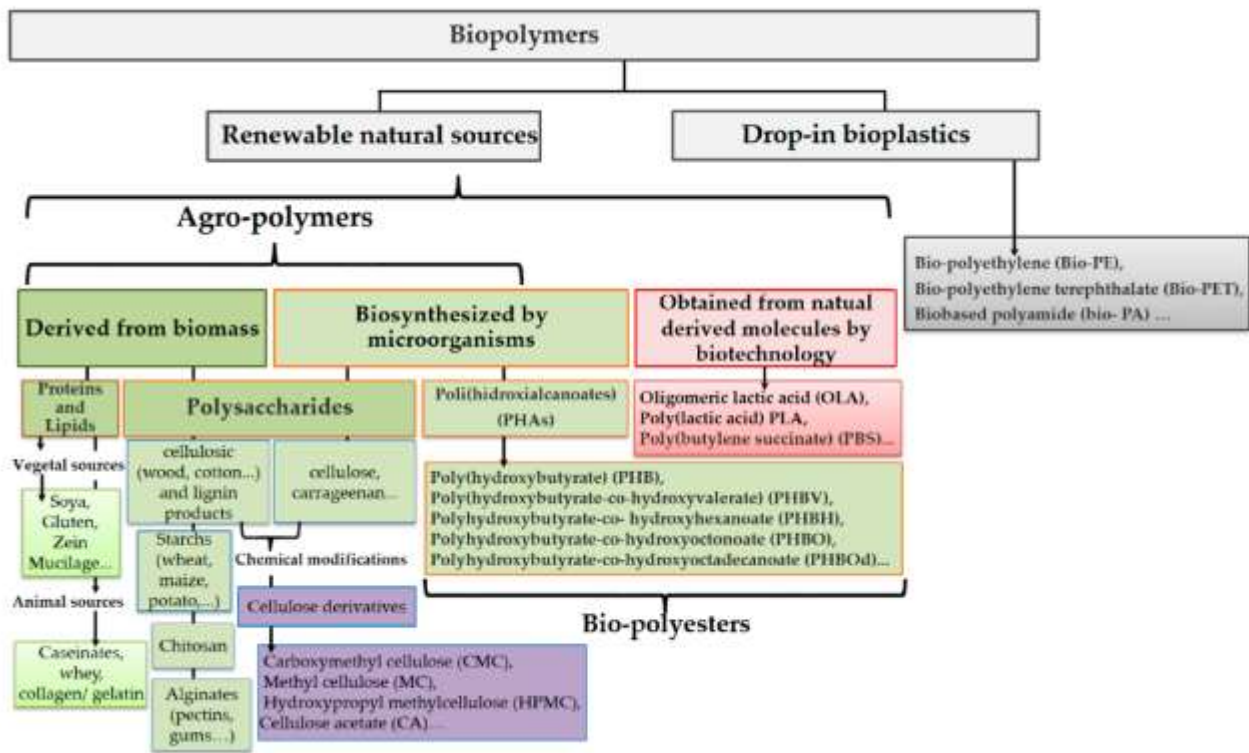 Biopolymers
Renewable natural sources
Drop-in bioplastics
Agro-polymers
Bio-polyethylene (Bio-PE),
Bio-polyethylene terephthalate (Bio-PET),
Biobased polyamide (bio- PA) ...
Derived from biomass
Biosynthesized by
microorganisms
Obtained from natual
derived molecules by
biotechnology
Proteins
and
Lipids
Polysaccharides
Poli(hidroxialcanoates)
(PHAs)
Oligomeric lactic acid (OLA),
Poly(lactic acid) PLA,
Poly(butylene succinate) (PBS)...
Vegetal sources
Soya,
Gluten,
Zein
Mucilage...
Animal sources
Caseinates,
whey,
collagen/ gelatin
cellulosic
(wood, cotton...)
and lignin
products
cellulose,
carrageenan...
Starchs
(wheat,
maize,
potato,...)
Chitosan
Alginates
(pectins,
gums...)
Chemical modifications
Cellulose derivatives
Carboxymethyl cellulose (CMC),
Methyl cellulose (MC),
Hydroxypropyl methylcellulose (HPMC),
Cellulose acetate (CA)...
Poly(hydroxybutyrate) (PHB),
Poly(hydroxybutyrate-co-hydroxyvalerate) (PHBV),
Polyhydroxybutyrate-co- hydroxyhexanoate (PHBH),
Polyhydroxybutyrate-co-hydroxyoctonoate (PHBO),
Polyhydroxybutyrate-co-hydroxyoctadecanoate (PHBOd)...
Bio-polyesters